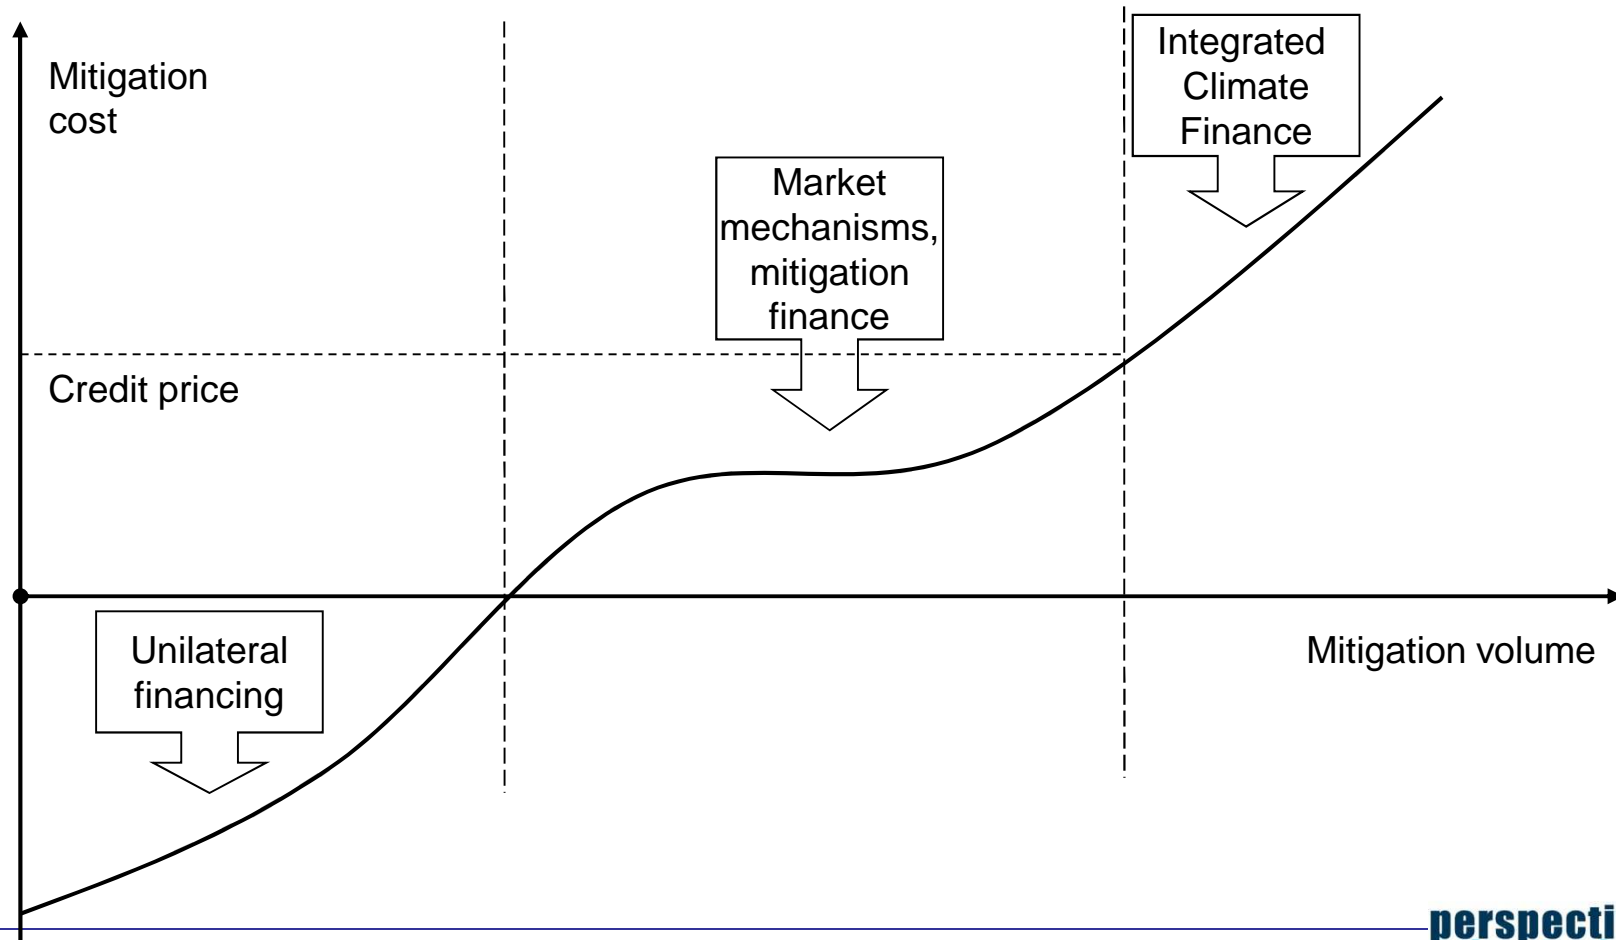 Mitigation
cost
Integrated
Climate
Finance
Market
mechanisms,
mitigation
finance
Credit price
Unilateral
financing
Mitigation volume
perspecti